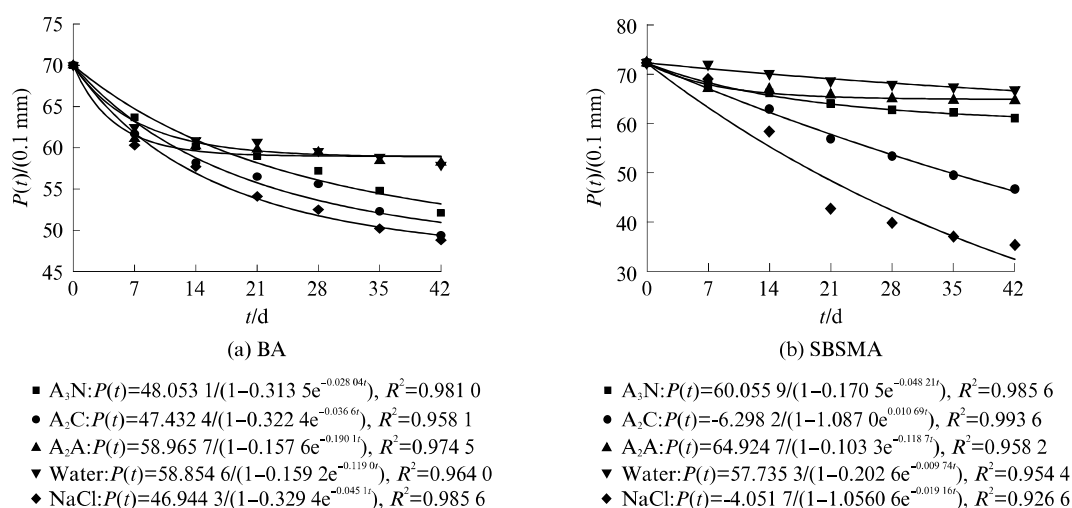 P(t)/(0.1 mm)
70
65
60
55
50
45
0
7
14
21
28
35
42
t/d
(a) BA
A₃N:P(t)=48.053 1/(1−0.313 5e^−0.028 04t), R²=0.981 0
A₂C:P(t)=47.432 4/(1−0.322 4e^−0.036 6t), R²=0.958 1
A₂A:P(t)=58.965 7/(1−0.157 6e^−0.190 1t), R²=0.974 5
Water:P(t)=58.854 6/(1−0.159 2e^−0.119 0t), R²=0.964 0
NaCl:P(t)=46.944 3/(1−0.329 4e^−0.045 1t), R²=0.985 6
P(t)/(0.1 mm)
80
70
60
50
40
30
0
7
14
21
28
35
42
t/d
(b) SBSMA
A₃N:P(t)=60.055 9/(1−0.170 5e^−0.048 21t), R²=0.985 6
A₂C:P(t)=-6.298 2/(1−1.087 0e^0.010 69t), R²=0.993 6
A₂A:P(t)=64.924 7/(1−0.103 3e^−0.118 7t), R²=0.958 2
Water:P(t)=57.735 3/(1−0.202 6e^−0.009 74t), R²=0.954 4
NaCl:P(t)=-4.051 7/(1−1.0560 6e^−0.019 16t), R²=0.926 6